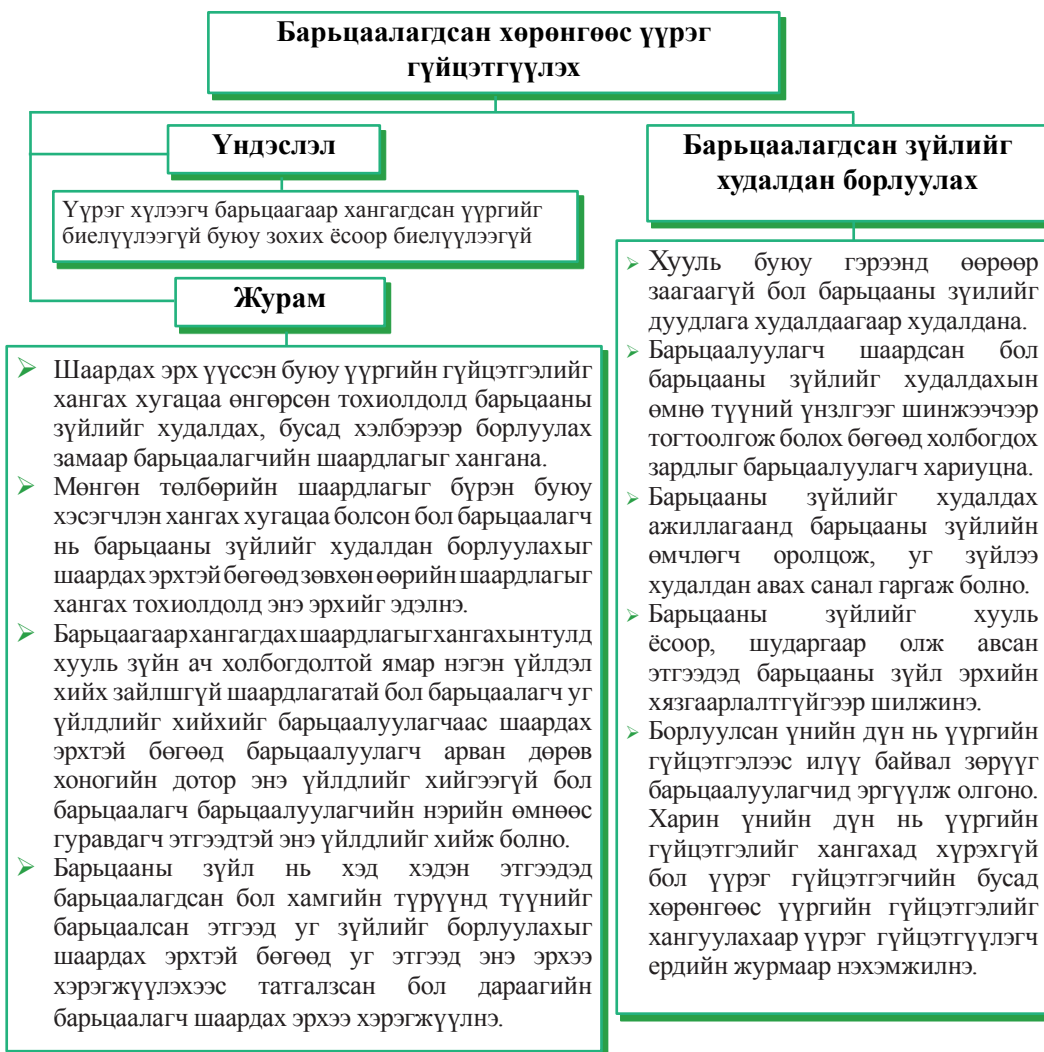 Барьцаалагдсан хөрөнгөөс үүрэг
гүйцэтгүүлэх
Үндэслэл
Үүрэг хүлээгч барьцаагаар хангагдсан үүргийг
биелүүлээгүй буюу зохих ёсоор биелүүлээгүй
Журам
➢ Шаардах эрх үүссэн буюу үүргийн гүйцэтгэлийг
хангах хугацаа өнгөрсөн тохиолдолд барьцааны
зүйлийг худалдах, бусад хэлбэрээр борлуулах
замаар барьцаалагчийн шаардлагыг хангана.
➢ Мөнгөн төлбөрийн шаардлагыг бүрэн буюу
хэсэгчлэн хангах хугацаа болсон бол барьцаалагч
нь барьцааны зүйлийг худалдан борлуулахыг
шаардах эрхтэй бөгөөд зөвхөн өөрийн шаардлагыг
хангах тохиолдолд энэ эрхийг эдэлнэ.
➢ Барьцаагаар хангагдах шаардлагыг хангахын тулд
хууль зүйн ач холбогдолтой ямар нэгэн үйлдэл
хийх зайлшгүй шаардлагатай бол барьцаалагч уг
үйлдлийг хийхийг барьцаалуулагчаас шаардах
эрхтэй бөгөөд барьцаалуулагч арван дөрөв
хоногийн дотор энэ үйлдлийг хийгээгүй бол
барьцаалагч барьцаалуулагчийн нэрийн өмнөөс
гуравдагч этгээдтэй энэ үйлдлийг хийж болно.
➢ Барьцааны зүйл нь хэд хэдэн этгээдэд
барьцаалагдсан бол хамгийн түрүүнд түүнийг
барьцаалсан этгээд уг зүйлийг борлуулахыг
шаардах эрхтэй бөгөөд уг этгээд энэ эрхээ
хэрэгжүүлэхээс татгалзсан бол дараагийн
барьцаалагч шаардах эрхээ хэрэгжүүлнэ.
Барьцаалагдсан зүйлийг
худалдан борлуулах
➢ Хууль буюу гэрээнд өөрөөр
заагаагүй бол барьцааны зүилийг
дуудлага худалдаагаар худалдана.
➢ Барьцаалуулагч шаардсан бол
барьцааны зүйлийг худалдахын
өмнө түүний үнзлгээг шинжээчээр
тогтоолгож болох бөгөөд холбогдох
зардлыг барьцаалуулагч хариуцна.
➢ Барьцааны зүйлийг худалдах
ажиллагаанд барьцааны зүйлийн
өмчлөгч оролцож, уг зүйлээ
худалдан авах санал гаргаж болно.
➢ Барьцааны зүйлийг хууль
ёсоор, шударгаар олж авсан
этгээдэд барьцааны зүйл эрхийн
хязгаарлалтгүйгээр шилжинэ.
➢ Борлуулсан үнийн дүн нь үүргийн
гүйцэтгэлээс илүү байвал зөрүүг
барьцаалуулагчид эргүүлж олгоно.
Харин үнийн дүн нь үүргийн
гүйцэтгэлийг хангахад хүрэхгүй
бол үүрэг гүйцэтгэгчийн бусад
хөрөнгөөс үүргийн гүйцэтгэлийг
хангуулахаар үүрэг гүйцэтгүүлэгч
ердийн журмаар нэхэмжилнэ.